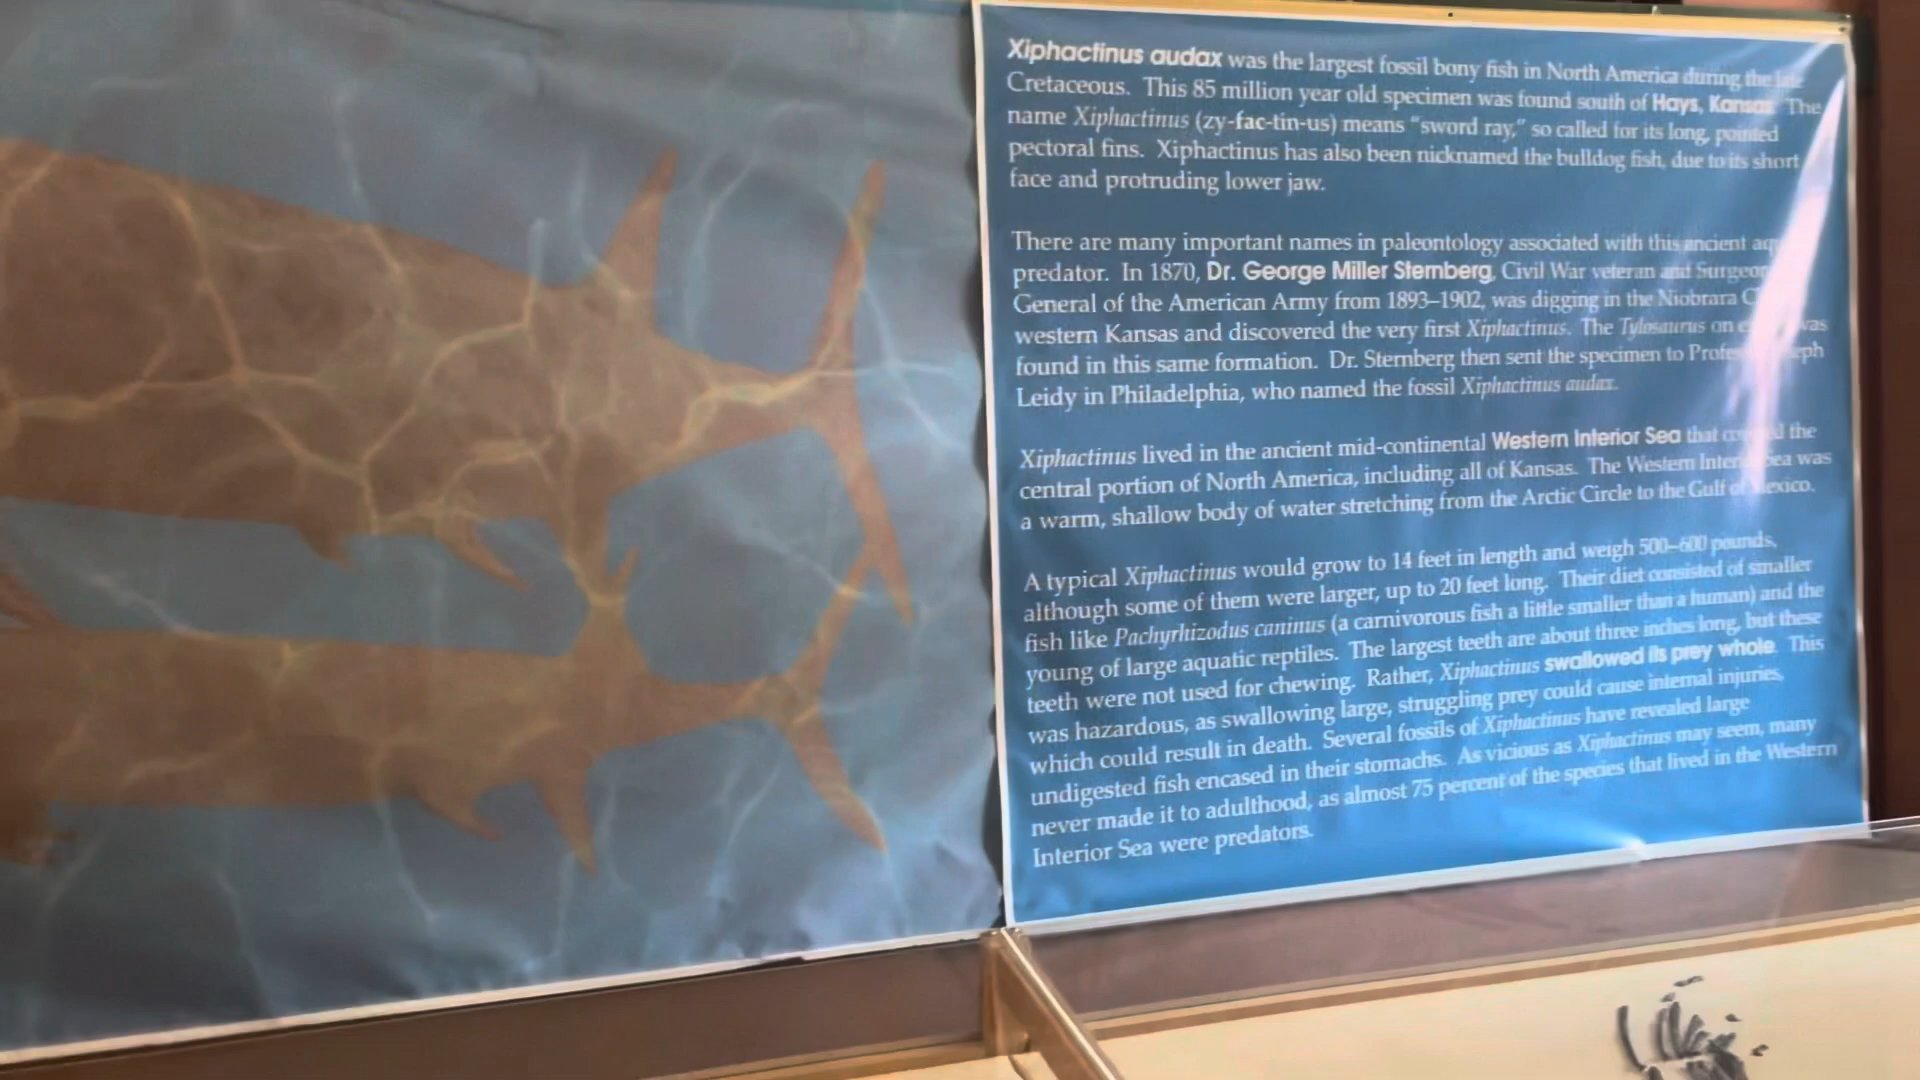 Xiphactinus audax was the largest fossil bony fish in North America during the late
Cretaceous. This 85 million year old specimen was found south of Hays, Kansas. The
name Xiphactinus (zy-fac-tin-us) means “sword ray,” so called for its long, pointed
pectoral fins. Xiphactinus has also been nicknamed the bulldog fish, due to its short
face and protruding lower jaw.
There are many important names in paleontology associated with this ancient
predator. In 1870, Dr. George Miller Sternberg, Civil War veteran and Surgeon
General of the American Army from 1893–1902, was digging in the Niobrara
western Kansas and discovered the very first Xiphactinus. The Tylosaurus on was
found in this same formation. Dr. Sternberg then sent the specimen to
Leidy in Philadelphia, who named the fossil Xiphactinus audax.
Xiphactinus lived in the ancient mid-continental Western Interior Sea that covered the
central portion of North America, including all of Kansas. The Western Interior Sea was
a warm, shallow body of water stretching from the Arctic Circle to the Gulf of Mexico.
A typical Xiphactinus would grow to 14 feet in length and weigh 500–600 pounds,
although some of them were larger, up to 20 feet long. Their diet consisted of smaller
fish like Pachyrhizodus caninus (a carnivorous fish a little smaller than a human) and the
young of large aquatic reptiles. The largest teeth are about three inches long, but these
teeth were not used for chewing. Rather, Xiphactinus swallowed its prey whole. This
was hazardous, as swallowing large, struggling prey could cause internal injuries,
which could result in death. Several fossils of Xiphactinus have revealed large
undigested fish encased in their stomachs. As vicious as Xiphactinus may seem, many
never made it to adulthood, as almost 75 percent of the species that lived in the Western
Interior Sea were predators.